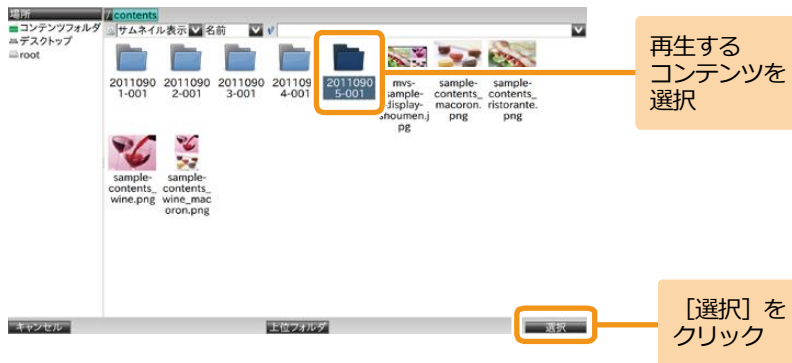 場所
コンテンツフォルダ
デスクトップ
root
/ contents
サムネイル表示 名前
20110901-001
20110902-001
20110903-001
20110904-001
20110905-001
mvs-sample-display-shoumen.jpg
sample-contents_macoron.png
sample-contents_ristorante.png
sample-contents_wine.png
sample-contents_wine_macoron.png
再生する
コンテンツを
選択
キャンセル
上位フォルダ
選択
［選択］を
クリック